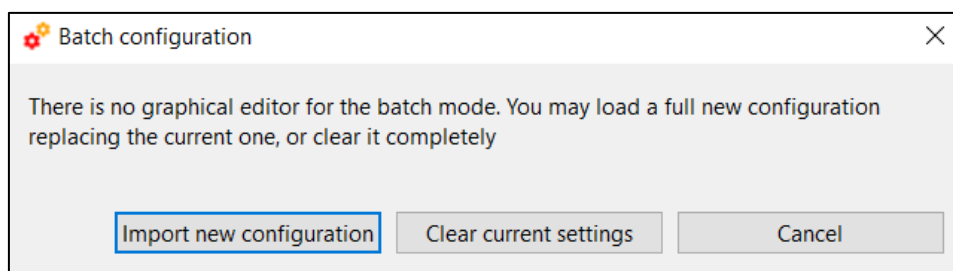 Batch configuration
There is no graphical editor for the batch mode. You may load a full new configuration
replacing the current one, or clear it completely
Import new configuration Clear current settings Cancel